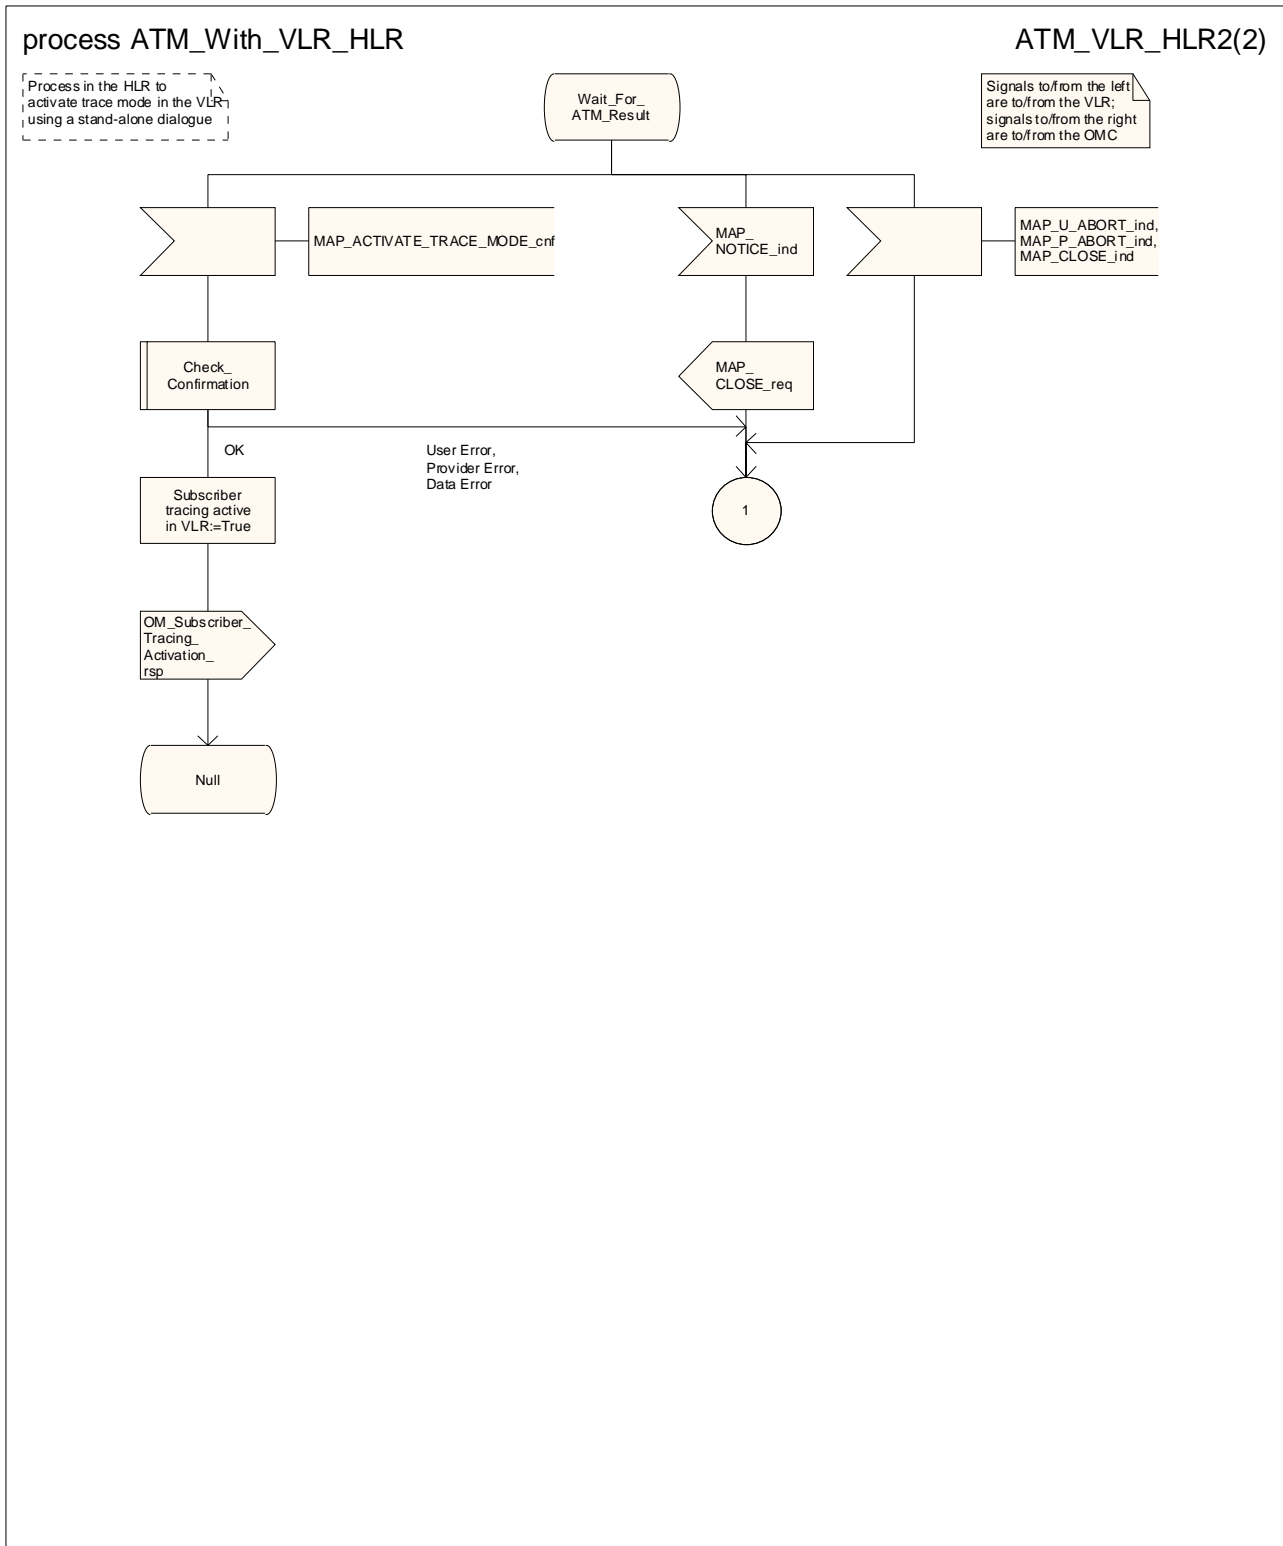 process ATM_With_VLR_HLR
ATM_VLR_HLR2(2)
Process in the HLR to
activate trace mode in the VLR
using a stand-alone dialogue
Wait_For_
ATM_Result
Signals to/from the left
are to/from the VLR;
signals to/from the right
are to/from the OMC
MAP_ACTIVATE_TRACE_MODE_cnf
MAP_
NOTICE_ind
MAP_U_ABORT_ind,
MAP_P_ABORT_ind,
MAP_CLOSE_ind
Check_
Confirmation
MAP_
CLOSE_req
OK
User Error,
Provider Error,
Data Error
Subscriber
tracing active
in VLR:=True
1
OM_Subscriber_
Tracing_
Activation_
rsp
Null